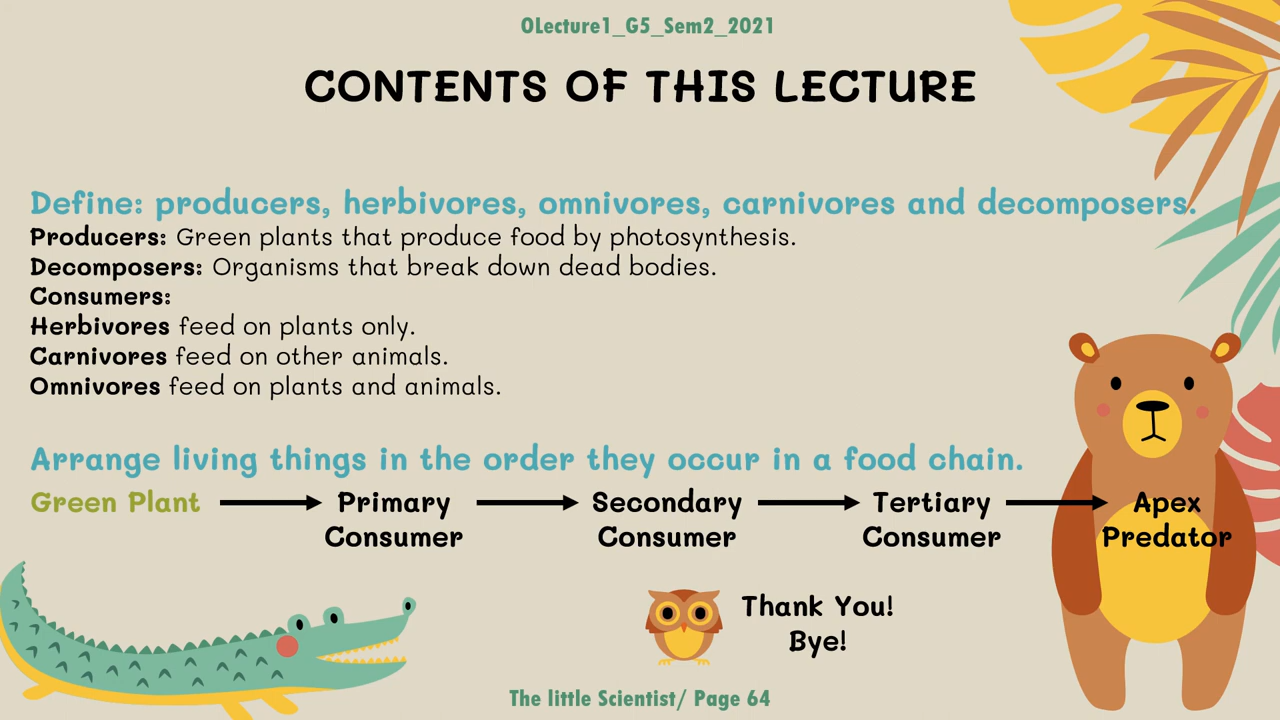 OLecture1_G5_Sem2_2021
CONTENTS OF THIS LECTURE
Define: producers, herbivores, omnivores, carnivores and decomposers.
Producers: Green plants that produce food by photosynthesis.
Decomposers: Organisms that break down dead bodies.
Consumers:
Herbivores feed on plants only.
Carnivores feed on other animals.
Omnivores feed on plants and animals.
Arrange living things in the order they occur in a food chain.
Green Plant
Primary
Consumer
Secondary
Consumer
Tertiary
Consumer
Apex
Predator
Thank You!
Bye!
The little Scientist/ Page 64